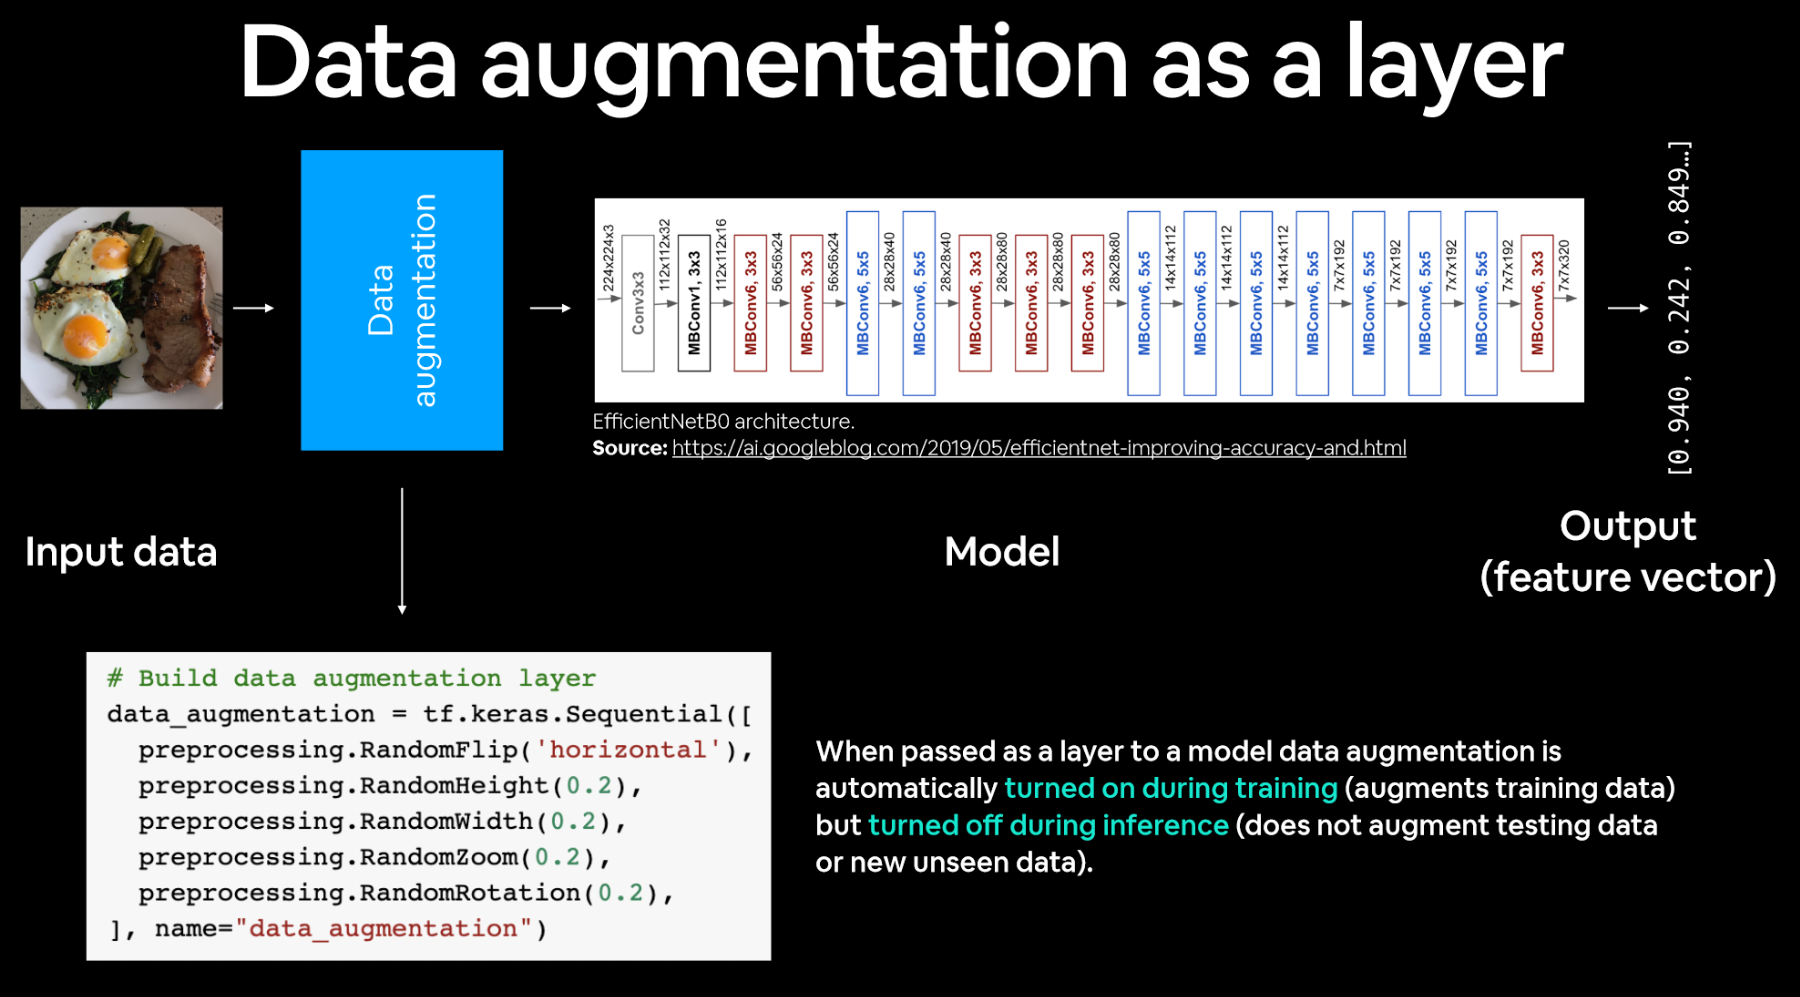 Data augmentation as a layer
Data
augmentation
224x224x3
Conv3x3
112x112x32
MBConv1, 3x3
112x112x16
MBConv6, 3x3
56x56x24
MBConv6, 3x3
56x56x24
MBConv6, 5x5
28x28x40
MBConv6, 5x5
28x28x40
MBConv6, 3x3
28x28x80
MBConv6, 3x3
28x28x80
MBConv6, 3x3
28x28x80
MBConv6, 5x5
14x14x112
MBConv6, 5x5
14x14x112
MBConv6, 5x5
14x14x112
MBConv6, 5x5
7x7x192
MBConv6, 5x5
7x7x192
MBConv6, 5x5
7x7x192
MBConv6, 5x5
7x7x192
MBConv6, 3x3
7x7x320
[0.940, 0.242, 0.849…]
EfficientNetB0 architecture.
Source: https://ai.googleblog.com/2019/05/efficientnet-improving-accuracy-and.html
Input data
Model
Output
(feature vector)
# Build data augmentation layer
data_augmentation = tf.keras.Sequential([
  preprocessing.RandomFlip('horizontal'),
  preprocessing.RandomHeight(0.2),
  preprocessing.RandomWidth(0.2),
  preprocessing.RandomZoom(0.2),
  preprocessing.RandomRotation(0.2),
], name="data_augmentation")
When passed as a layer to a model data augmentation is
automatically turned on during training (augments training data)
but turned off during inference (does not augment testing data
or new unseen data).